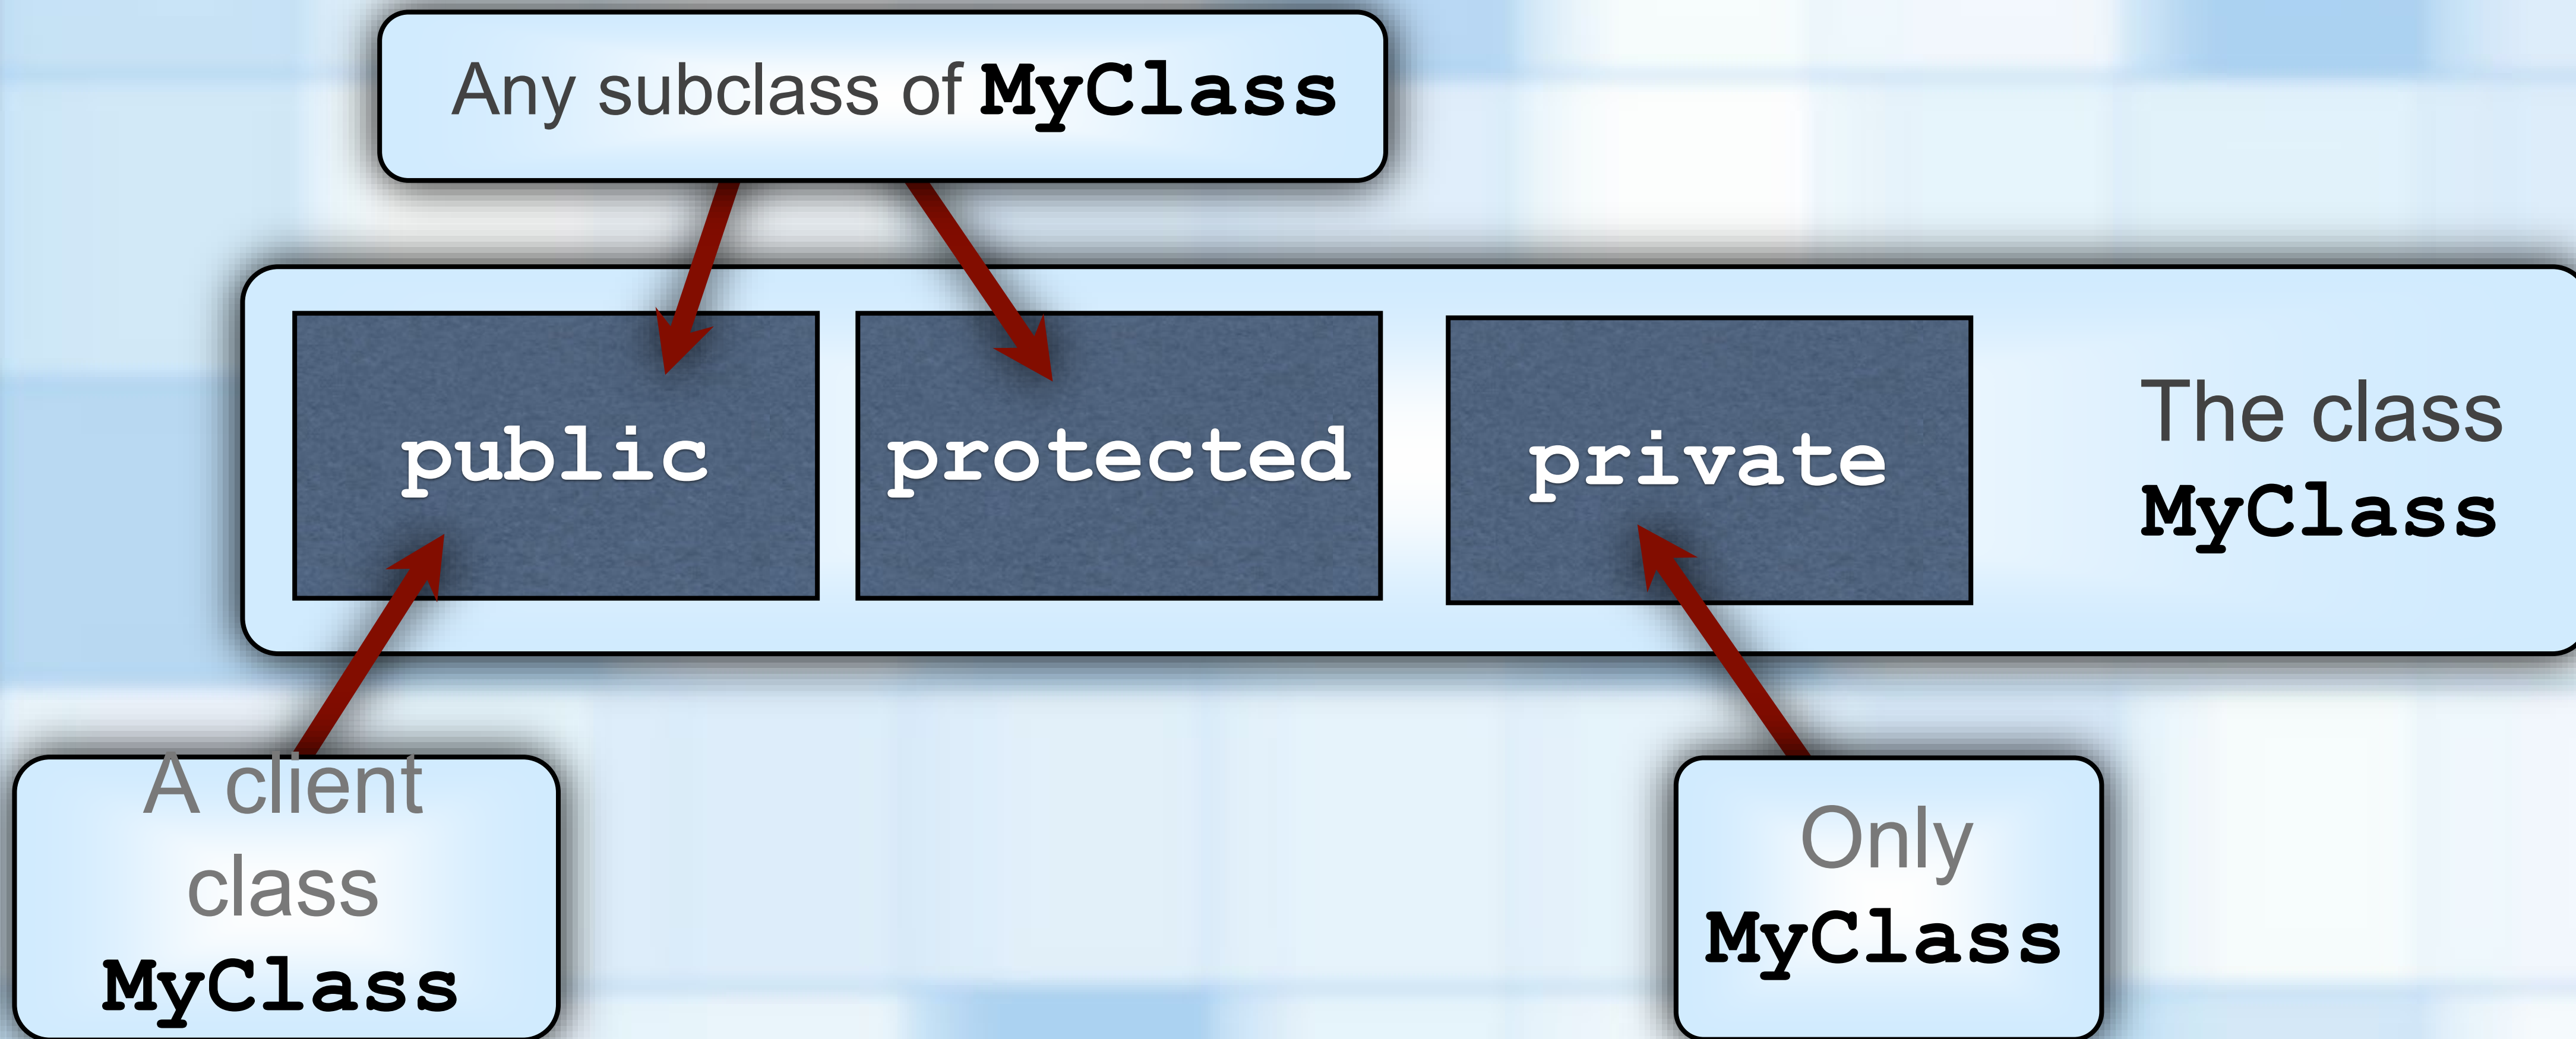 Any subclass of MyClass
public
protected
private
The class
MyClass
A client
class
MyClass
Only
MyClass